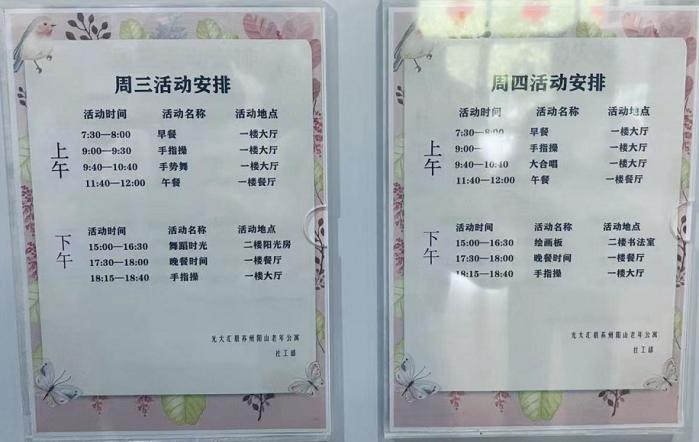 周三活动安排
上午
活动时间 活动名称 活动地点
7:30—8:00 早餐 一楼大厅
9:00—9:30 手指操 一楼大厅
9:40—10:40 手势舞 一楼大厅
11:40—12:00 午餐 一楼餐厅
下午
活动时间 活动名称 活动地点
15:00—16:30 舞蹈时光 二楼阳光房
17:30—18:00 晚餐时间 一楼餐厅
18:15—18:40 手指操 一楼大厅
光大汇晨苏州阳山老年公寓
社工部
周四活动安排
上午
活动时间 活动名称 活动地点
7:30—8:00 早餐 一楼大厅
9:00— 手指操 一楼大厅
9:40—10:40 大合唱 一楼大厅
11:40—12:00 午餐 一楼餐厅
下午
活动时间 活动名称 活动地点
15:00—16:30 绘画板 二楼书法室
17:30—18:00 晚餐时间 一楼餐厅
18:15—18:40 手指操 一楼大厅
光大汇晨苏州阳山老年公寓
社工部